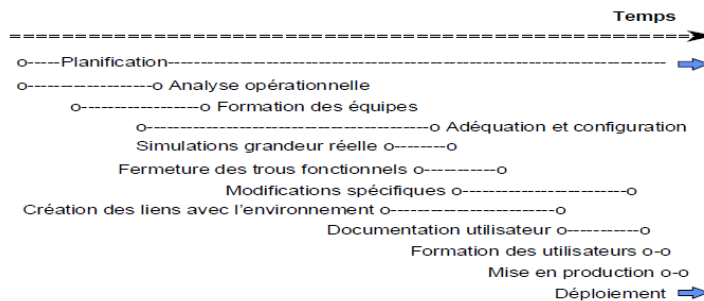 Temps
Planification
Analyse opérationnelle
Formation des équipes
Adéquation et configuration
Simulations grandeur réelle
Fermeture des trous fonctionnels
Modifications spécifiques
Création des liens avec l'environnement
Documentation utilisateur
Formation des utilisateurs
Mise en production
Déploiement